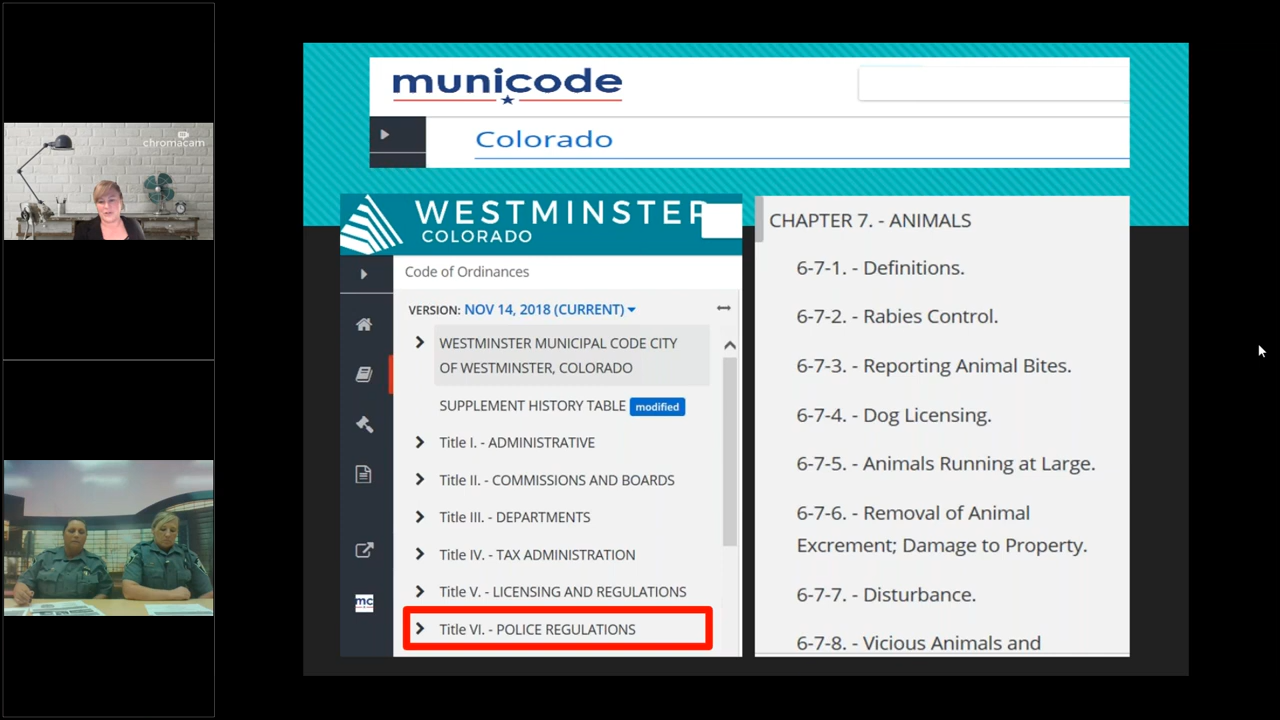 chromacam
municode
Colorado
WESTMINSTER
COLORADO
Code of Ordinances
VERSION: NOV 14, 2018 (CURRENT)
WESTMINSTER MUNICIPAL CODE CITY
OF WESTMINSTER, COLORADO
SUPPLEMENT HISTORY TABLE modified
Title I. - ADMINISTRATIVE
Title II. - COMMISSIONS AND BOARDS
Title III. - DEPARTMENTS
Title IV. - TAX ADMINISTRATION
Title V. - LICENSING AND REGULATIONS
mc
Title VI. - POLICE REGULATIONS
CHAPTER 7. - ANIMALS
6-7-1. - Definitions.
6-7-2. - Rabies Control.
6-7-3. - Reporting Animal Bites.
6-7-4. - Dog Licensing.
6-7-5. - Animals Running at Large.
6-7-6. - Removal of Animal
Excrement; Damage to Property.
6-7-7. - Disturbance.
6-7-8. - Vicious Animals and